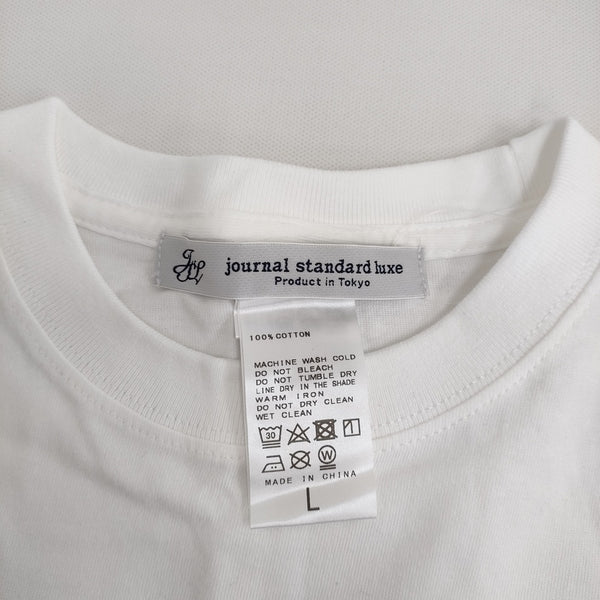 journal standard luxe
Product in Tokyo
100% COTTON
MACHINE WASH COLD
DO NOT BLEACH
DO NOT TUMBLE DRY
LINE DRY IN THE SHADE
WARM IRON
DO NOT DRY CLEAN
WET CLEAN
30
W
MADE IN CHINA
L